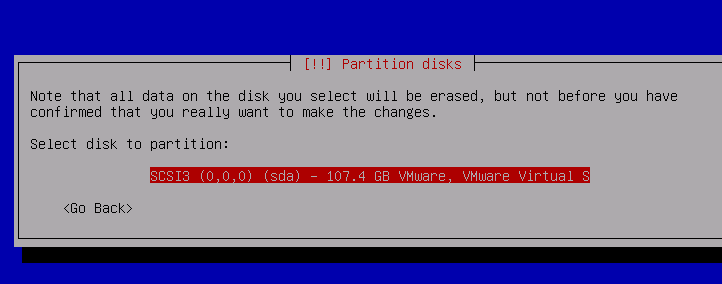 [!!] Partition disks
Note that all data on the disk you select will be erased, but not before you have
confirmed that you really want to make the changes.
Select disk to partition:
SCSI3 (0,0,0) (sda) - 107.4 GB VMware, VMware Virtual S
<Go Back>